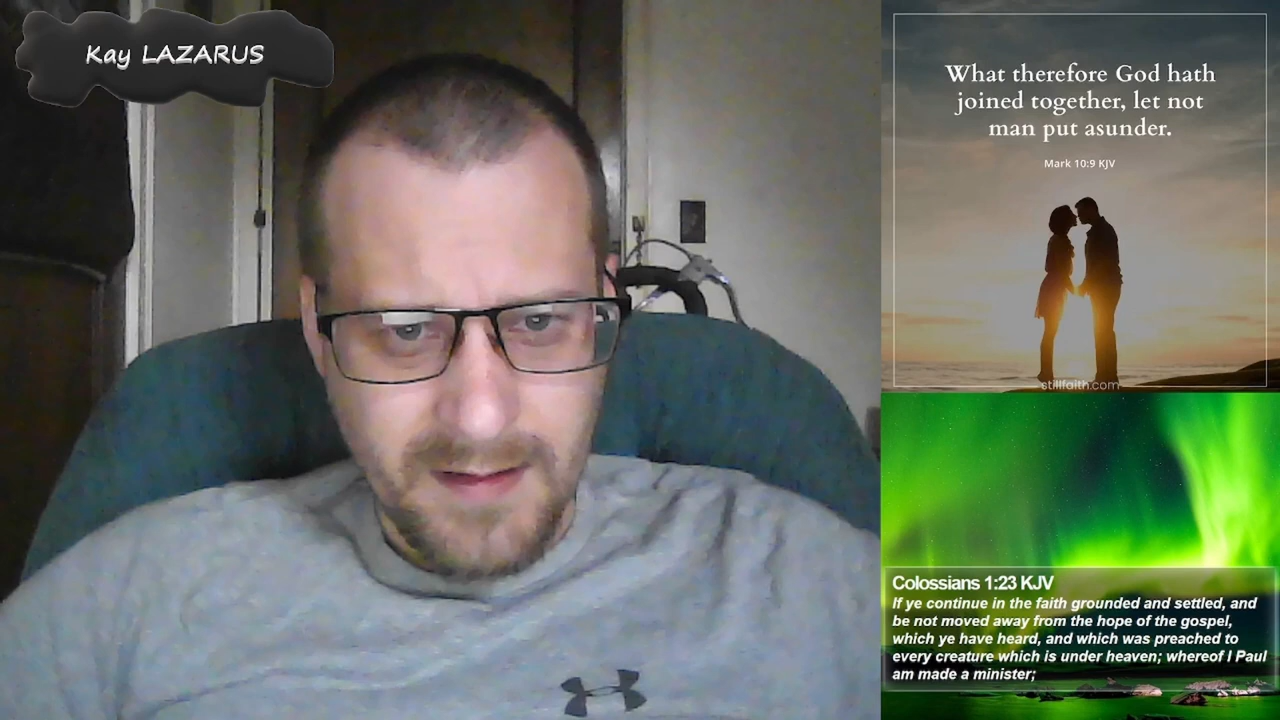 Kay LAZARUS
What therefore God hath
joined together, let not
man put asunder.
Mark 10:9 KJV
stillfaith.com
Colossians 1:23 KJV
If ye continue in the faith grounded and settled, and
be not moved away from the hope of the gospel,
which ye have heard, and which was preached to
every creature which is under heaven; whereof I Paul
am made a minister;